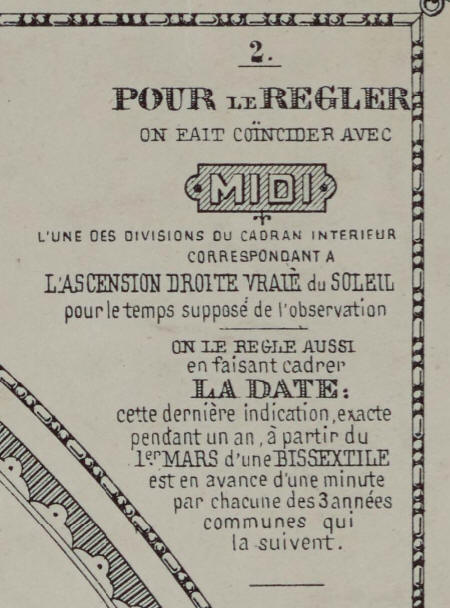 2.
POUR LE REGLER
ON FAIT COÏNCIDER AVEC
MIDI
L'UNE DES DIVISIONS DU CADRAN INTERIEUR
CORRESPONDANT A
L'ASCENSION DROITE VRAIE du SOLEIL
pour le temps supposé de l'observation
ON LE REGLE AUSSI
en faisant cadrer
LA DATE:
cette dernière indication, exacte
pendant un an, à partir du
1er MARS d'une BISSEXTILE
est en avance d'une minute
par chacune des 3 années
communes qui
la suivent.